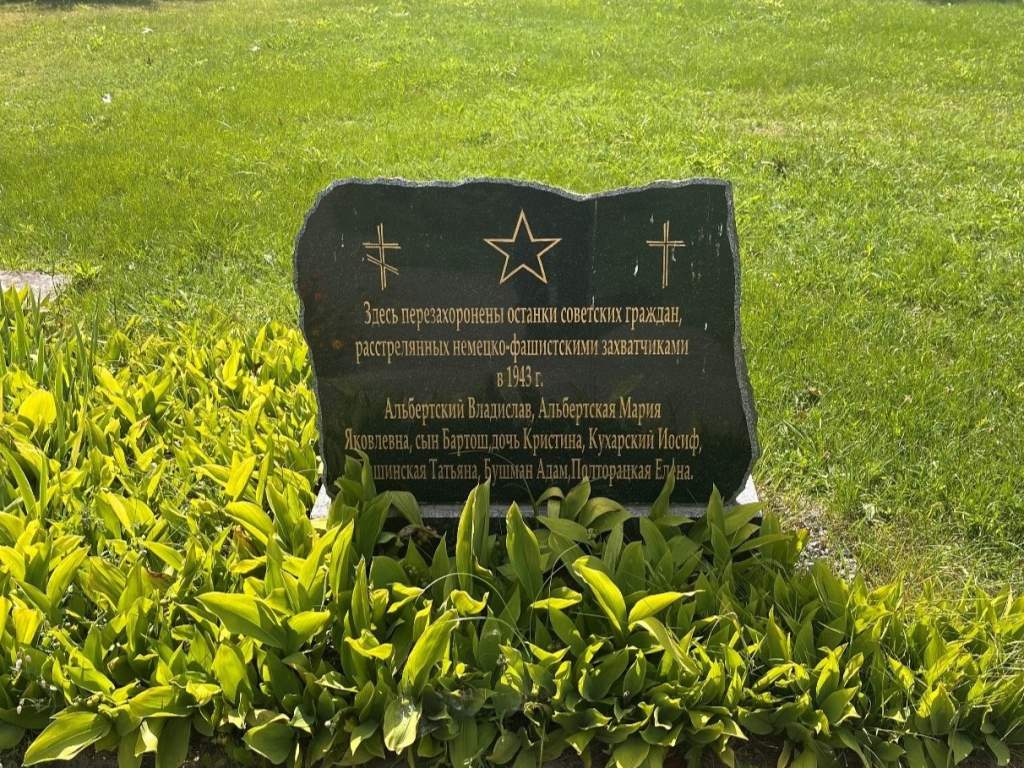 Здесь перезахоронены останки советских граждан,
расстрелянных немецко-фашистскими захватчиками
в 1943 г.
Альбертский Владислав, Альбертская Мария
Яковлевна, сын Бартош,дочь Кристина, Кухарский Иосиф,
Татьяна, Бушман Адам,Полторацкая Елена.